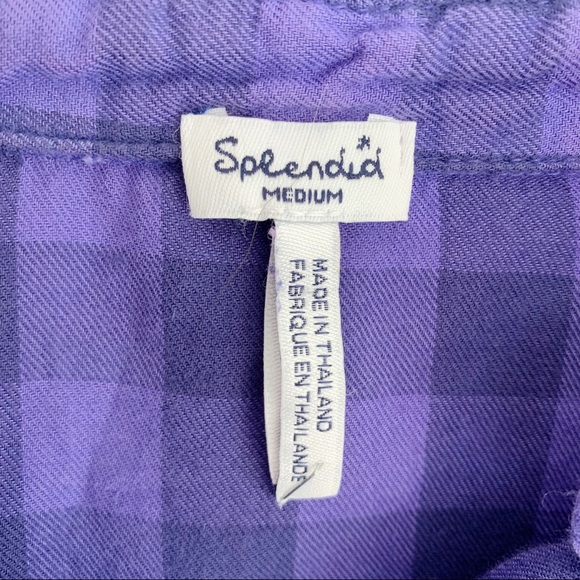 Splendid
MEDIUM
MADE IN THAILAND
FABRIQUE EN THAILANDE